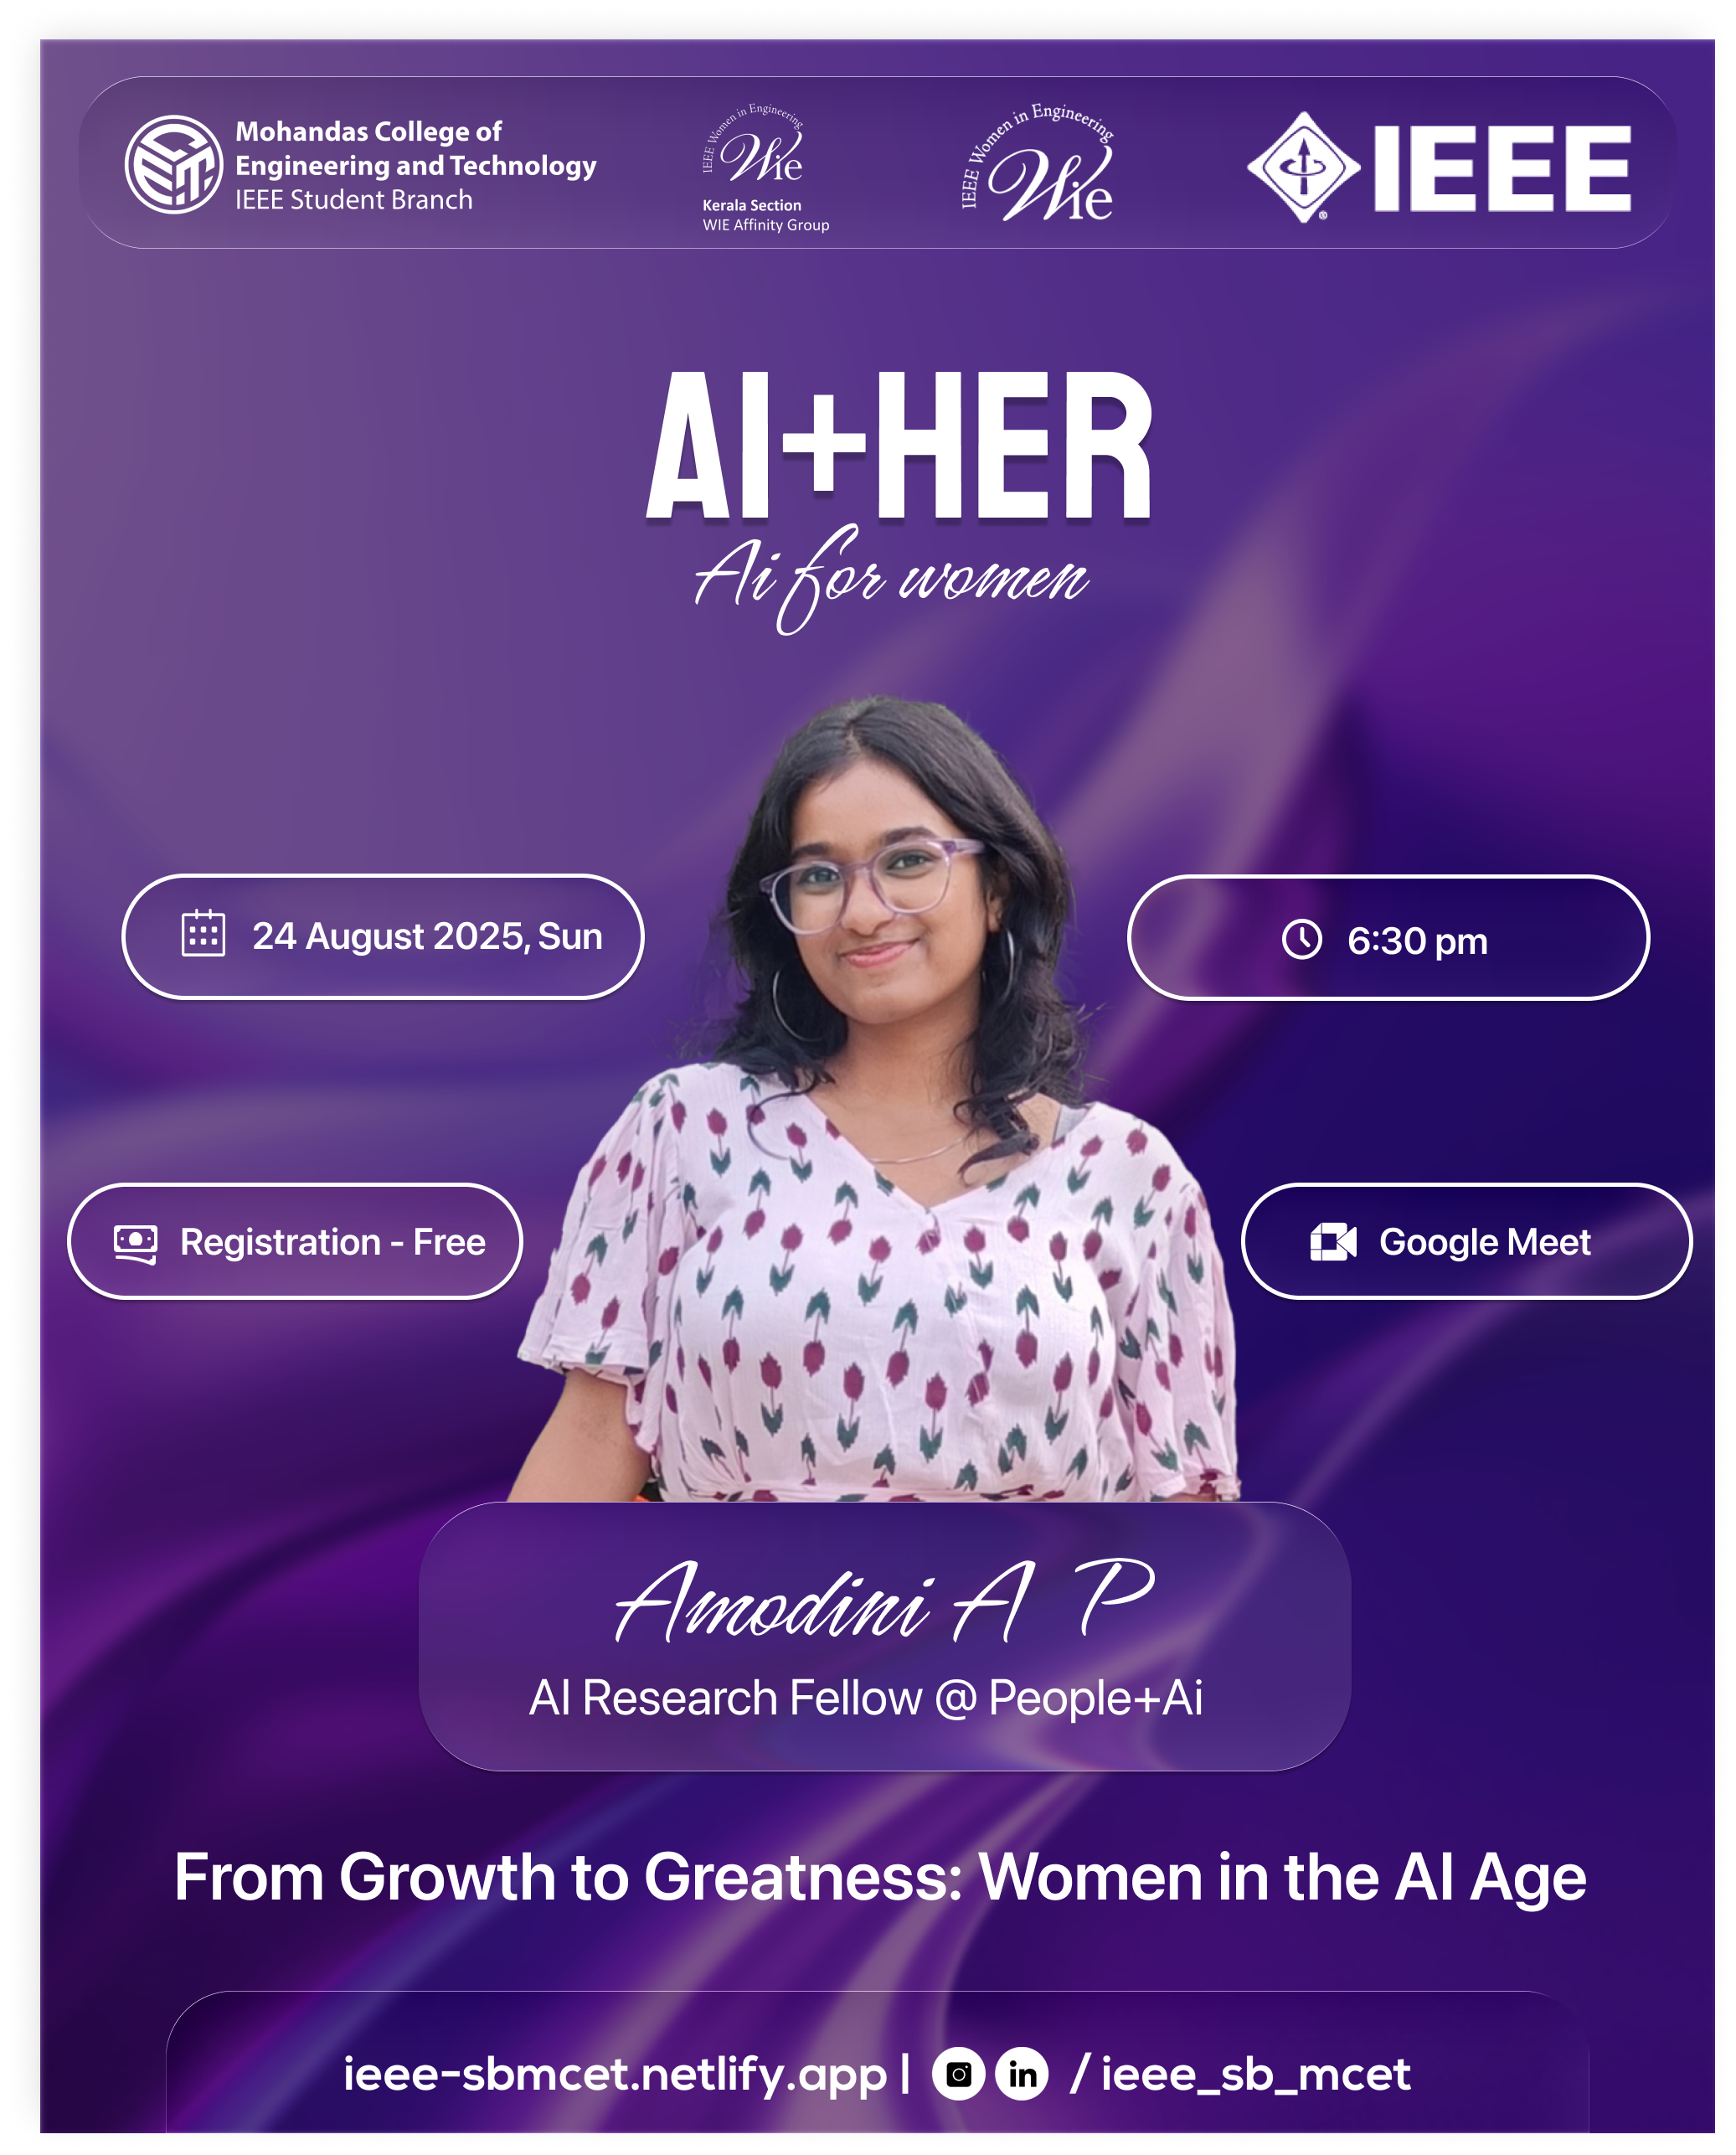 Mohandas College of
Engineering and Technology
IEEE Student Branch
IEEE Women in Engineering
Wie
Kerala Section
WIE Affinity Group
IEEE Women in Engineering
Wie
IEEE
AI+HER
Ai for women
24 August 2025, Sun
6:30 pm
Registration - Free
Google Meet
Amodini A P
AI Research Fellow @ People+Ai
From Growth to Greatness: Women in the AI Age
ieee-sbmcet.netlify.app | in / ieee_sb_mcet